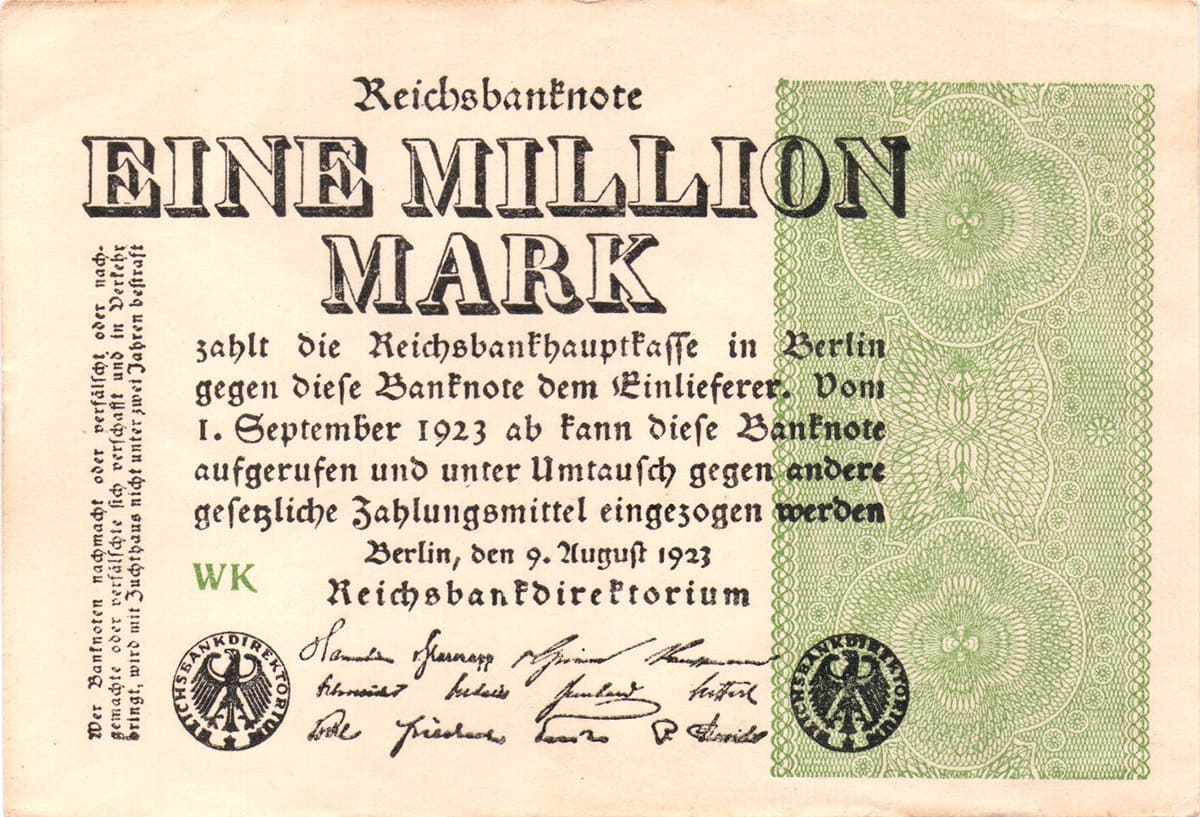 Reichsbanknote
EINE MILLION
MARK
zahlt die Reichsbankhauptkasse in Berlin
gegen diese Banknote dem Einlieferer. Vom
1. September 1923 ab kann diese Banknote
aufgerufen und unter Umtausch gegen andere
gesetzliche Zahlungsmittel eingezogen werden
Berlin, den 9. August 1923
Reichsbankdirektorium
WK
Wer Banknoten nachmacht oder verfälscht oder nach-
gemachte oder verfälschte sich verschafft und in Verkehr
bringt, wird mit Zuchthaus nicht unter zwei Jahren bestraft
REICHSBANKDIREKTORIUM
REICHSBANKDIREKTORIUM